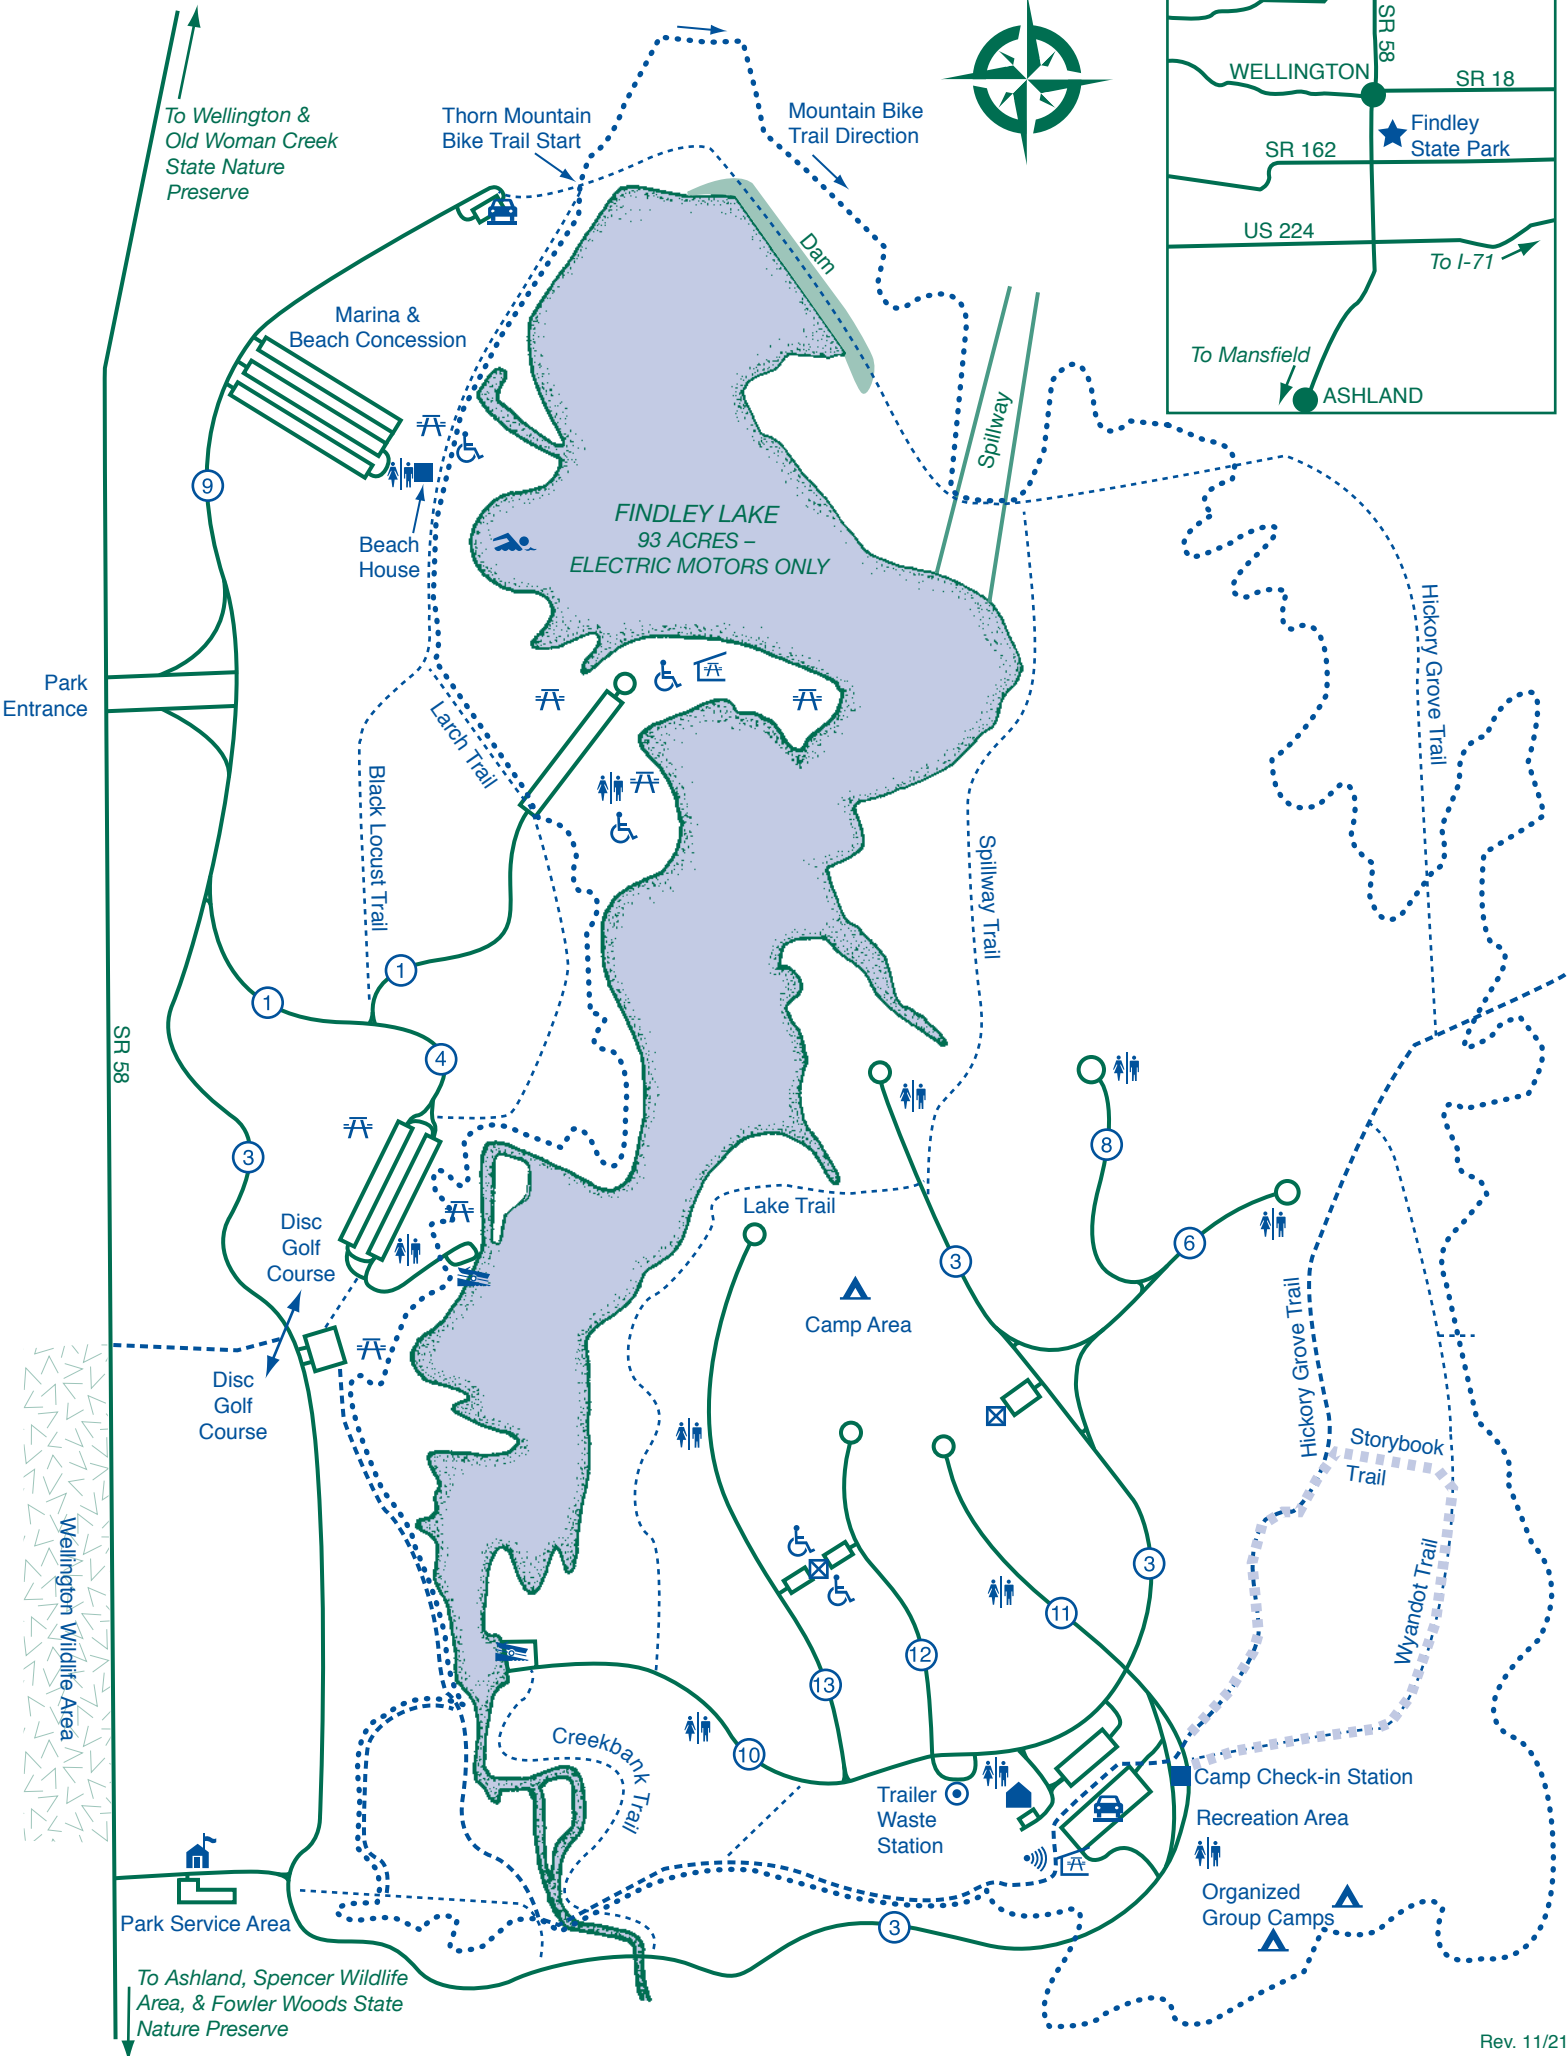 To Wellington &
Old Woman Creek
State Nature
Preserve
Thorn Mountain
Bike Trail Start
Mountain Bike
Trail Direction
SR 58
WELLINGTON
SR 18
Findley
State Park
SR 162
US 224
To I-71
To Mansfield
ASHLAND
Dam
Marina &
Beach Concession
Spillway
9
FINDLEY LAKE
93 ACRES –
ELECTRIC MOTORS ONLY
Beach
House
Hickory Grove Trail
Park
Entrance
Larch Trail
Black Locust Trail
Spillway Trail
1
1
SR 58
4
3
8
Lake Trail
6
3
Disc
Golf
Course
Camp Area
Disc
Golf
Course
Hickory Grove Trail
Storybook
Trail
Wellington Wildlife Area
3
Wyandot Trail
11
12
13
Creekbank Trail
10
Trailer
Waste
Station
Camp Check-in Station
Recreation Area
Organized
Group Camps
Park Service Area
3
To Ashland, Spencer Wildlife
Area, & Fowler Woods State
Nature Preserve
Rev. 11/21